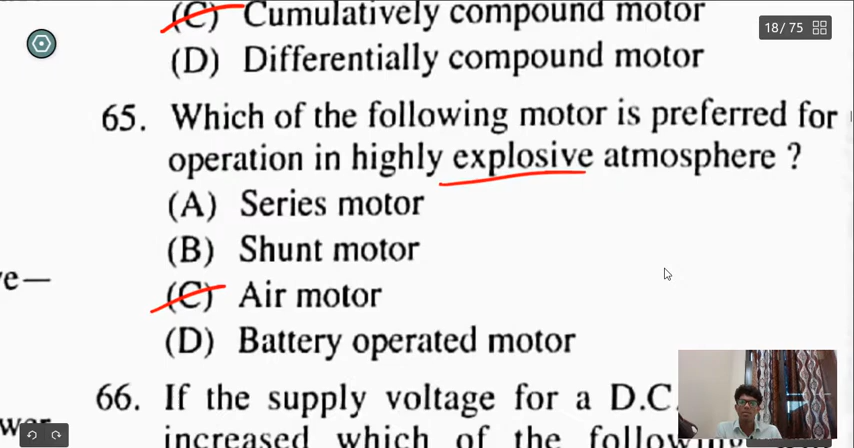 (C) Cumulatively compound motor
18/75
(D) Differentially compound motor
65. Which of the following motor is preferred for
operation in highly explosive atmosphere ?
(A) Series motor
(B) Shunt motor
(C) Air motor
(D) Battery operated motor
66. If the supply voltage for a D.C.
increased which of the